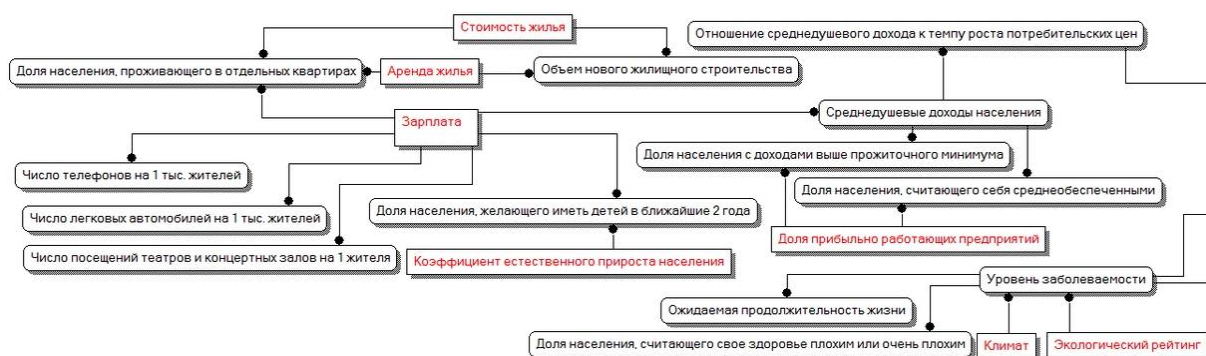 Стоимость жилья
Отношение среднедушевого дохода к темпу роста потребительских цен
Доля населения, проживающего в отдельных квартирах
Аренда жилья
Объем нового жилищного строительства
Зарплата
Среднедушевые доходы населения
Доля населения с доходами выше прожиточного минимума
Число телефонов на 1 тыс. жителей
Доля населения, считающего себя среднеобеспеченными
Число легковых автомобилей на 1 тыс. жителей
Доля населения, желающего иметь детей в ближайшие 2 года
Доля прибыльно работающих предприятий
Число посещений театров и концертных залов на 1 жителя
Коэффициент естественного прироста населения
Уровень заболеваемости
Ожидаемая продолжительность жизни
Доля населения, считающего свое здоровье плохим или очень плохим
Климат
Экологический рейтинг